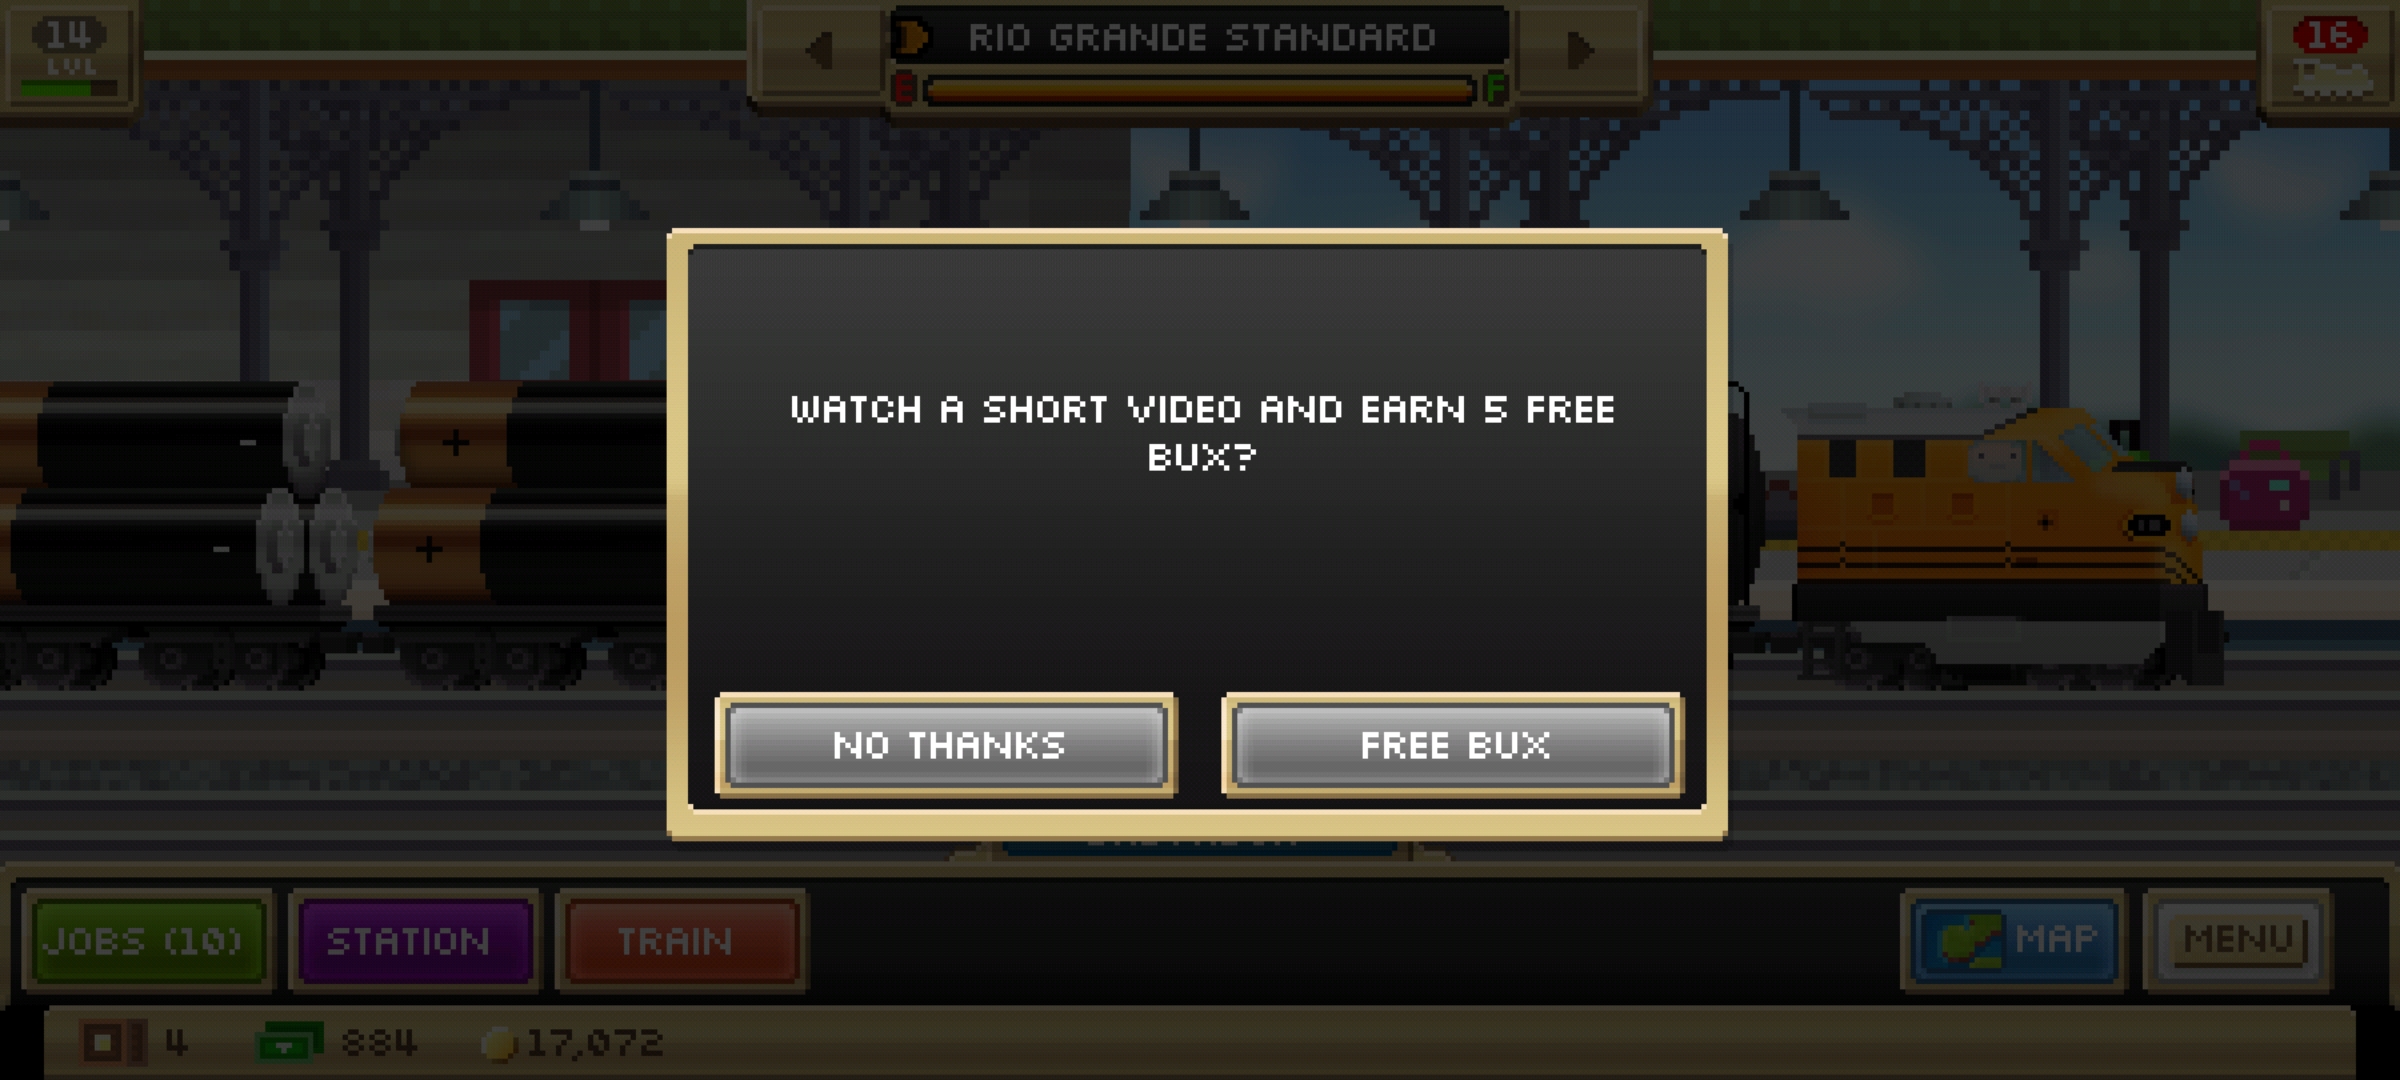 14
LVL
RIO GRANDE STANDARD
E F
16
WATCH A SHORT VIDEO AND EARN 5 FREE
BUX?
NO THANKS
FREE BUX
- +
- +
JOBS (10)
STATION
TRAIN
MAP
MENU
4
884
17,072